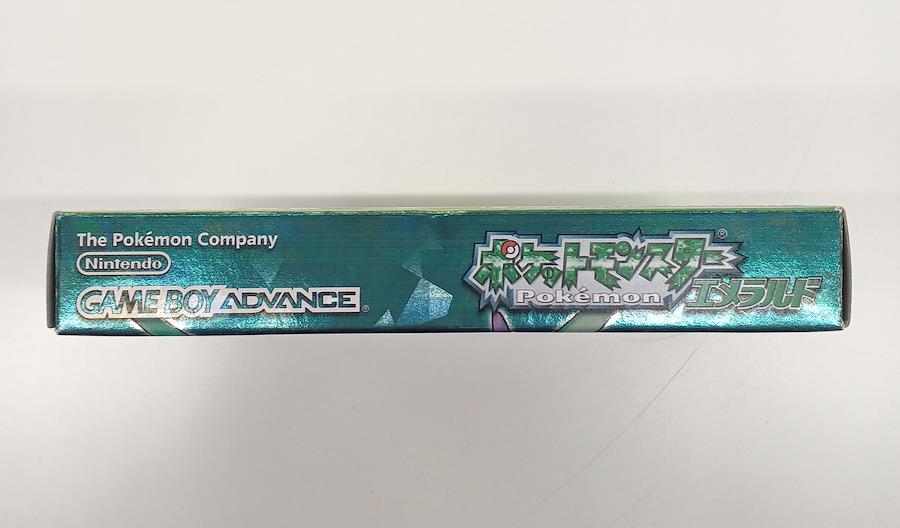 The Pokémon Company
Nintendo
GAME BOY ADVANCE®
ポケットモンスター®
Pokémon
エメラルド